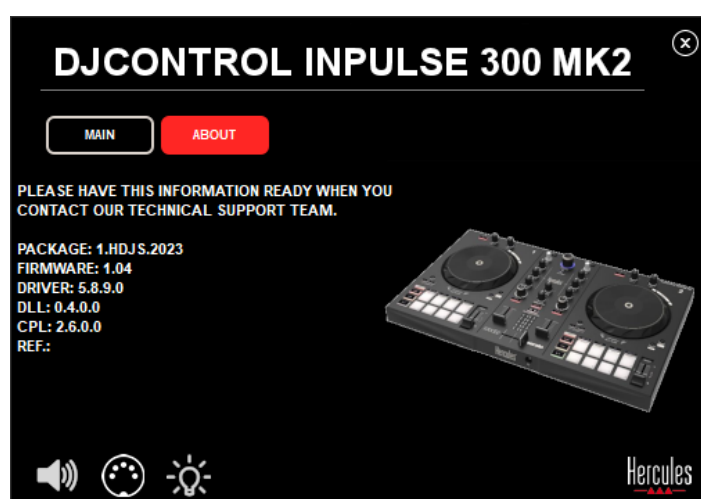 DJCONTROL INPULSE 300 MK2
MAIN
ABOUT
PLEASE HAVE THIS INFORMATION READY WHEN YOU
CONTACT OUR TECHNICAL SUPPORT TEAM.
PACKAGE: 1.HDJS.2023
FIRMWARE: 1.04
DRIVER: 5.8.9.0
DLL: 0.4.0.0
CPL: 2.6.0.0
REF.:
Hercules
Hercules